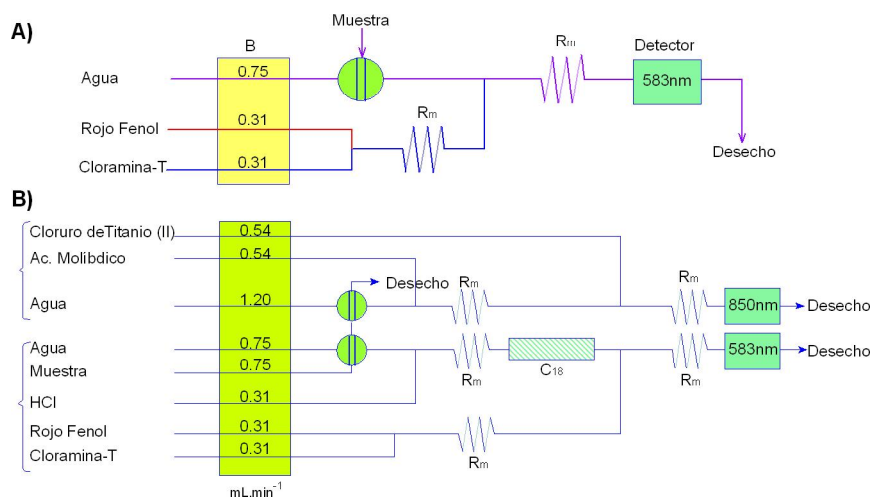 A)
Muestra
B
Rm
Detector
Agua
0.75
583nm
Rojo Fenol
0.31
Rm
Cloramina-T
0.31
Desecho
B)
Cloruro deTitanio (II)
0.54
Ac. Molibdico
0.54
Desecho
Rm
Rm
Agua
1.20
850nm
Desecho
Agua
0.75
583nm
Desecho
Muestra
0.75
Rm
C18
Rm
HCl
0.31
Rojo Fenol
0.31
Cloramina-T
0.31
Rm
mL.min-1